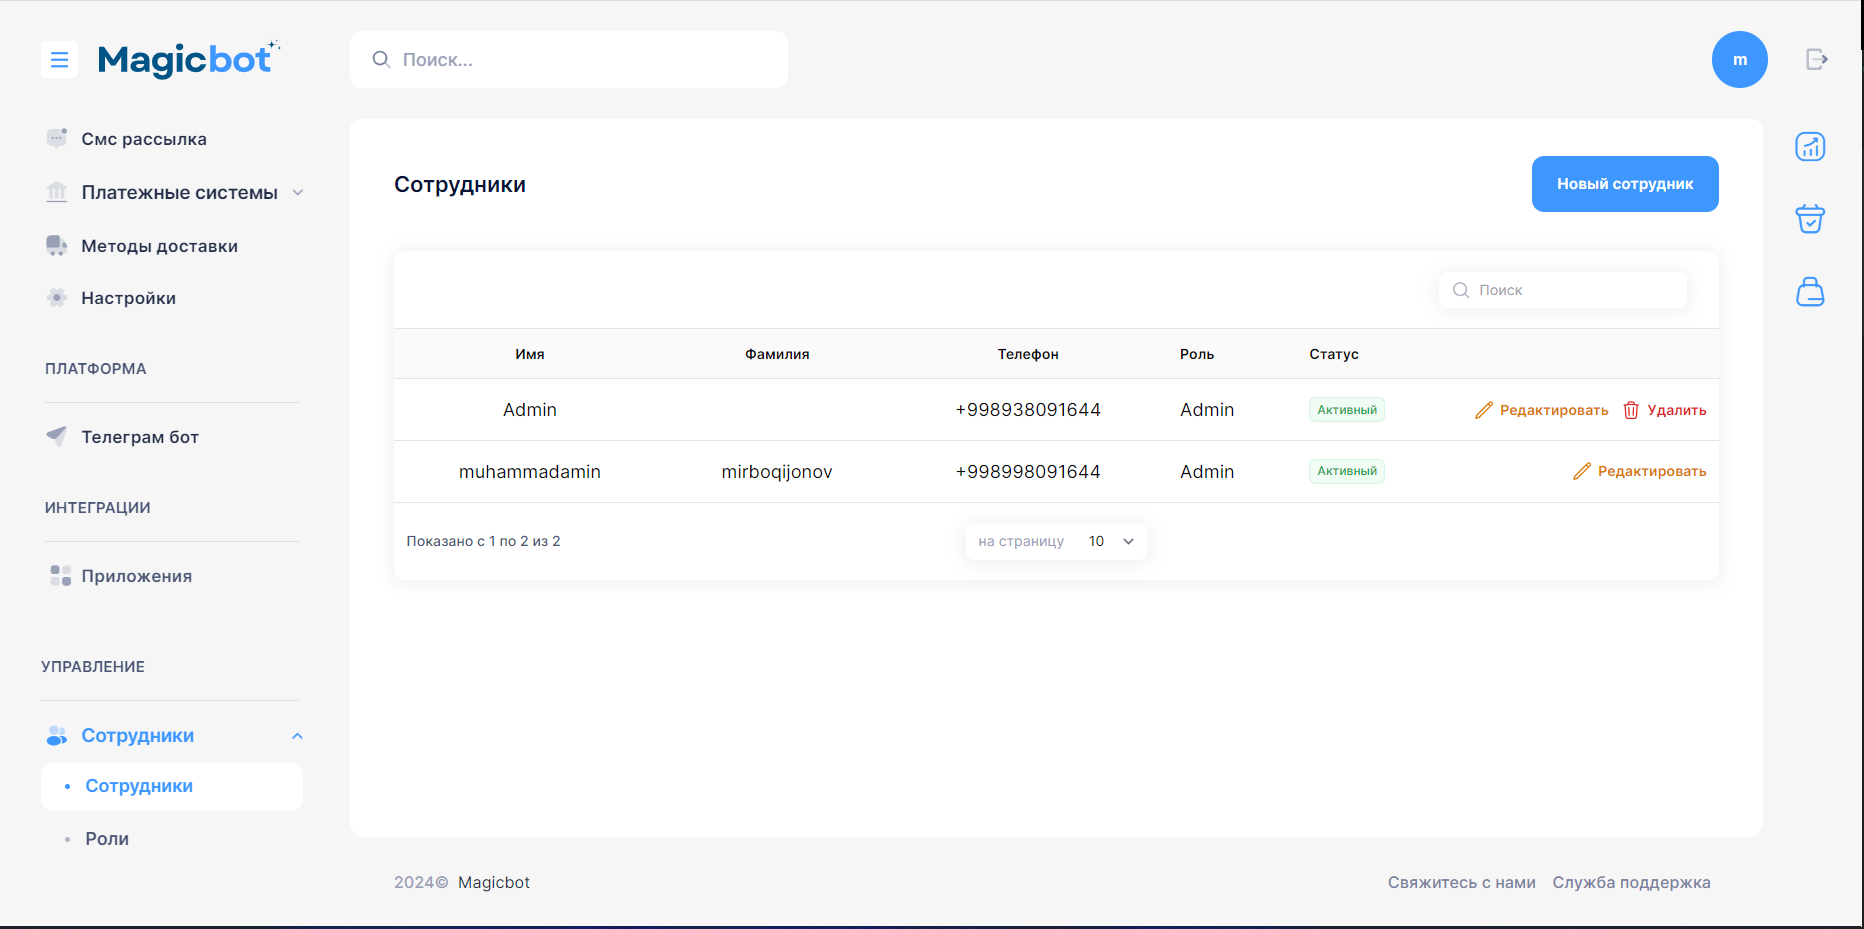 Magicbot
Поиск...
m
Смс рассылка
Платежные системы
Методы доставки
Настройки
ПЛАТФОРМА
Телеграм бот
ИНТЕГРАЦИИ
Приложения
УПРАВЛЕНИЕ
Сотрудники
Сотрудники
Роли
Сотрудники
Новый сотрудник
Поиск
Имя Фамилия Телефон Роль Статус
Admin +998938091644 Admin Активный Редактировать Удалить
muhammadamin mirboqijonov +998998091644 Admin Активный Редактировать
Показано с 1 по 2 из 2 на страницу 10
2024© Magicbot Свяжитесь с нами Служба поддержка